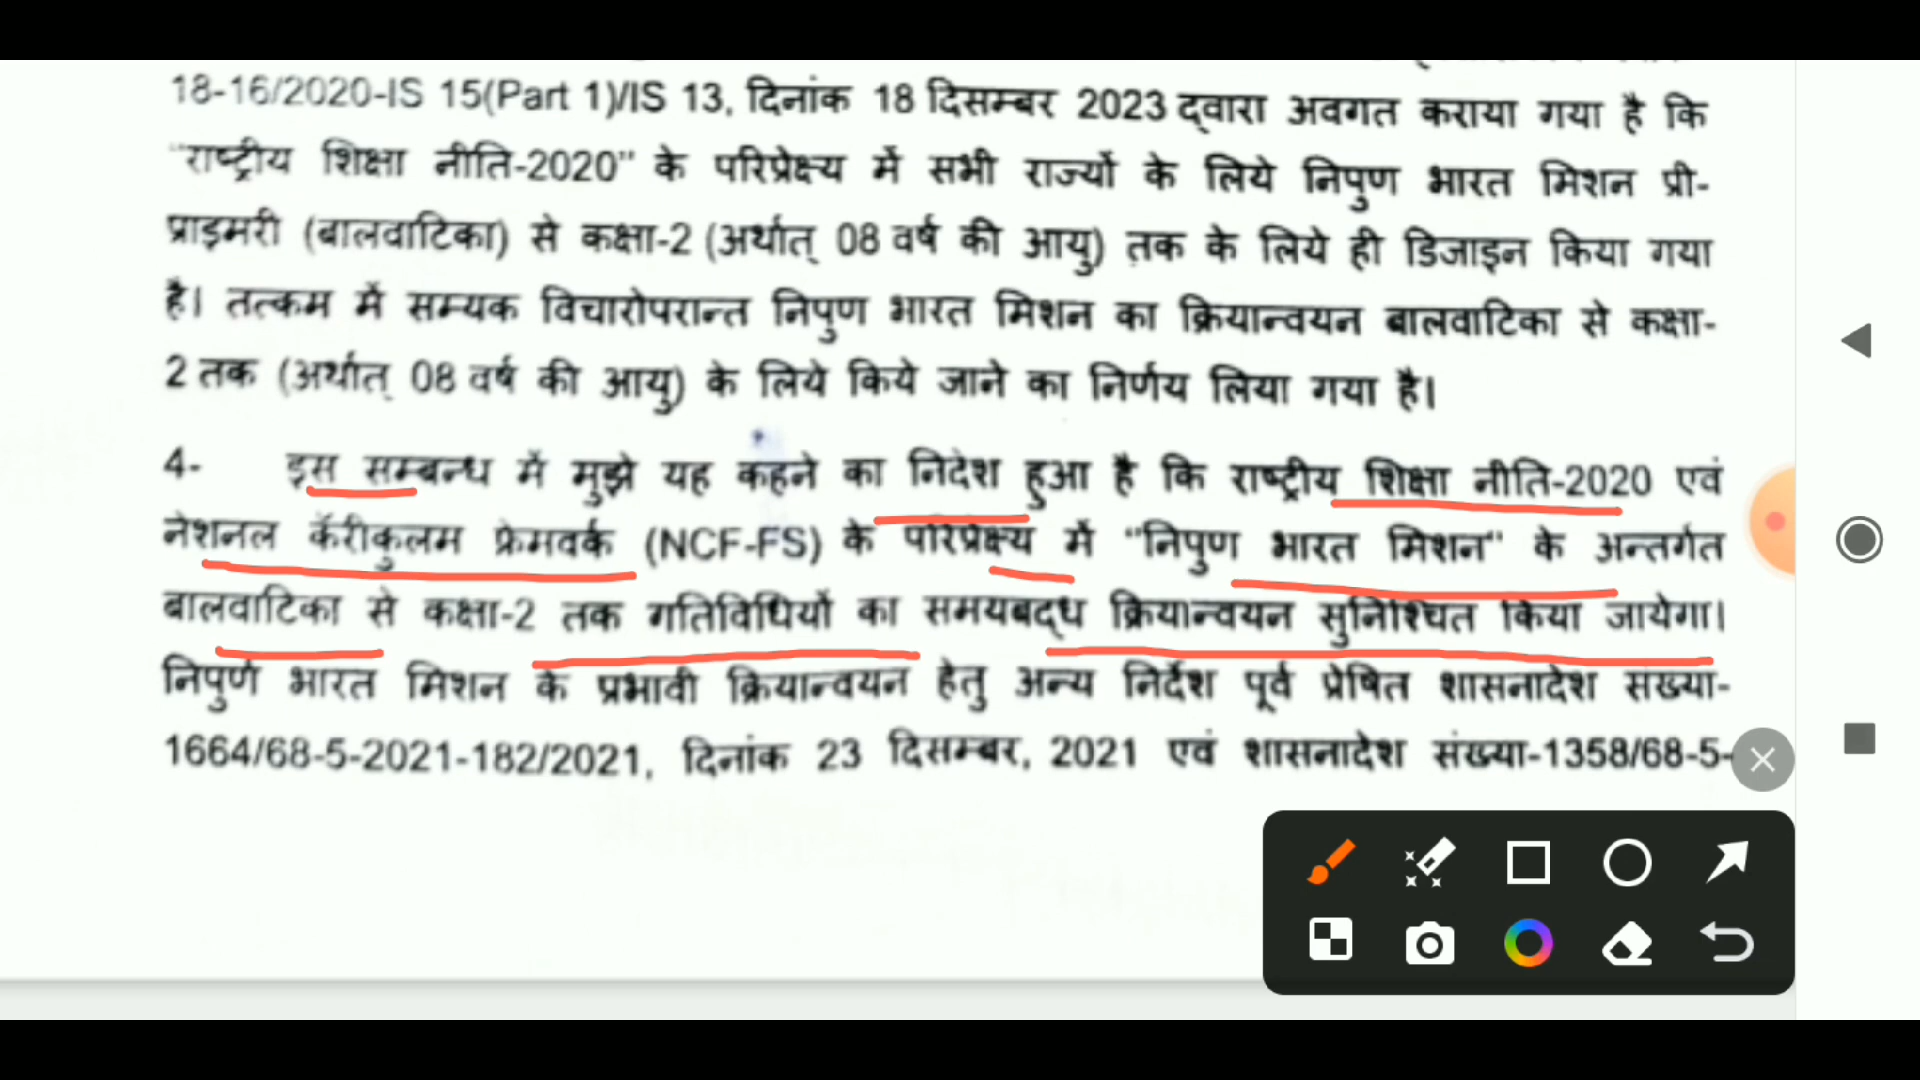 18-16/2020-IS 15(Part 1)/IS 13, दिनांक 18 दिसम्बर 2023 द्वारा अवगत कराया गया है कि
"राष्ट्रीय शिक्षा नीति-2020" के परिप्रेक्ष्य में सभी राज्यों के लिये निपुण भारत मिशन प्री-
प्राइमरी (बालवाटिका) से कक्षा-2 (अर्थात् 08 वर्ष की आयु) तक के लिये ही डिजाइन किया गया
है। तत्क्रम में सम्यक विचारोपरान्त निपुण भारत मिशन का क्रियान्वयन बालवाटिका से कक्षा-
2 तक (अर्थात् 08 वर्ष की आयु) के लिये किये जाने का निर्णय लिया गया है।
4- इस सम्बन्ध में मुझे यह कहने का निदेश हुआ है कि राष्ट्रीय शिक्षा नीति-2020 एवं
नेशनल कॅरीकुलम फ्रेमवर्क (NCF-FS) के परिप्रेक्ष्य में "निपुण भारत मिशन" के अन्तर्गत
बालवाटिका से कक्षा-2 तक गतिविधियों का समयबद्ध क्रियान्वयन सुनिश्चित किया जायेगा।
निपुण भारत मिशन के प्रभावी क्रियान्वयन हेतु अन्य निर्देश पूर्व प्रेषित शासनादेश संख्या-
1664/68-5-2021-182/2021, दिनांक 23 दिसम्बर, 2021 एवं शासनादेश संख्या-1358/68-5-